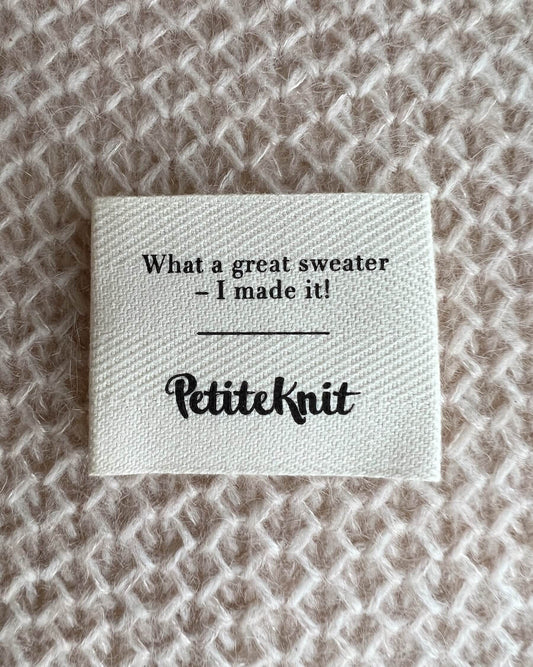 What a great sweater
– I made it!
PetiteKnit